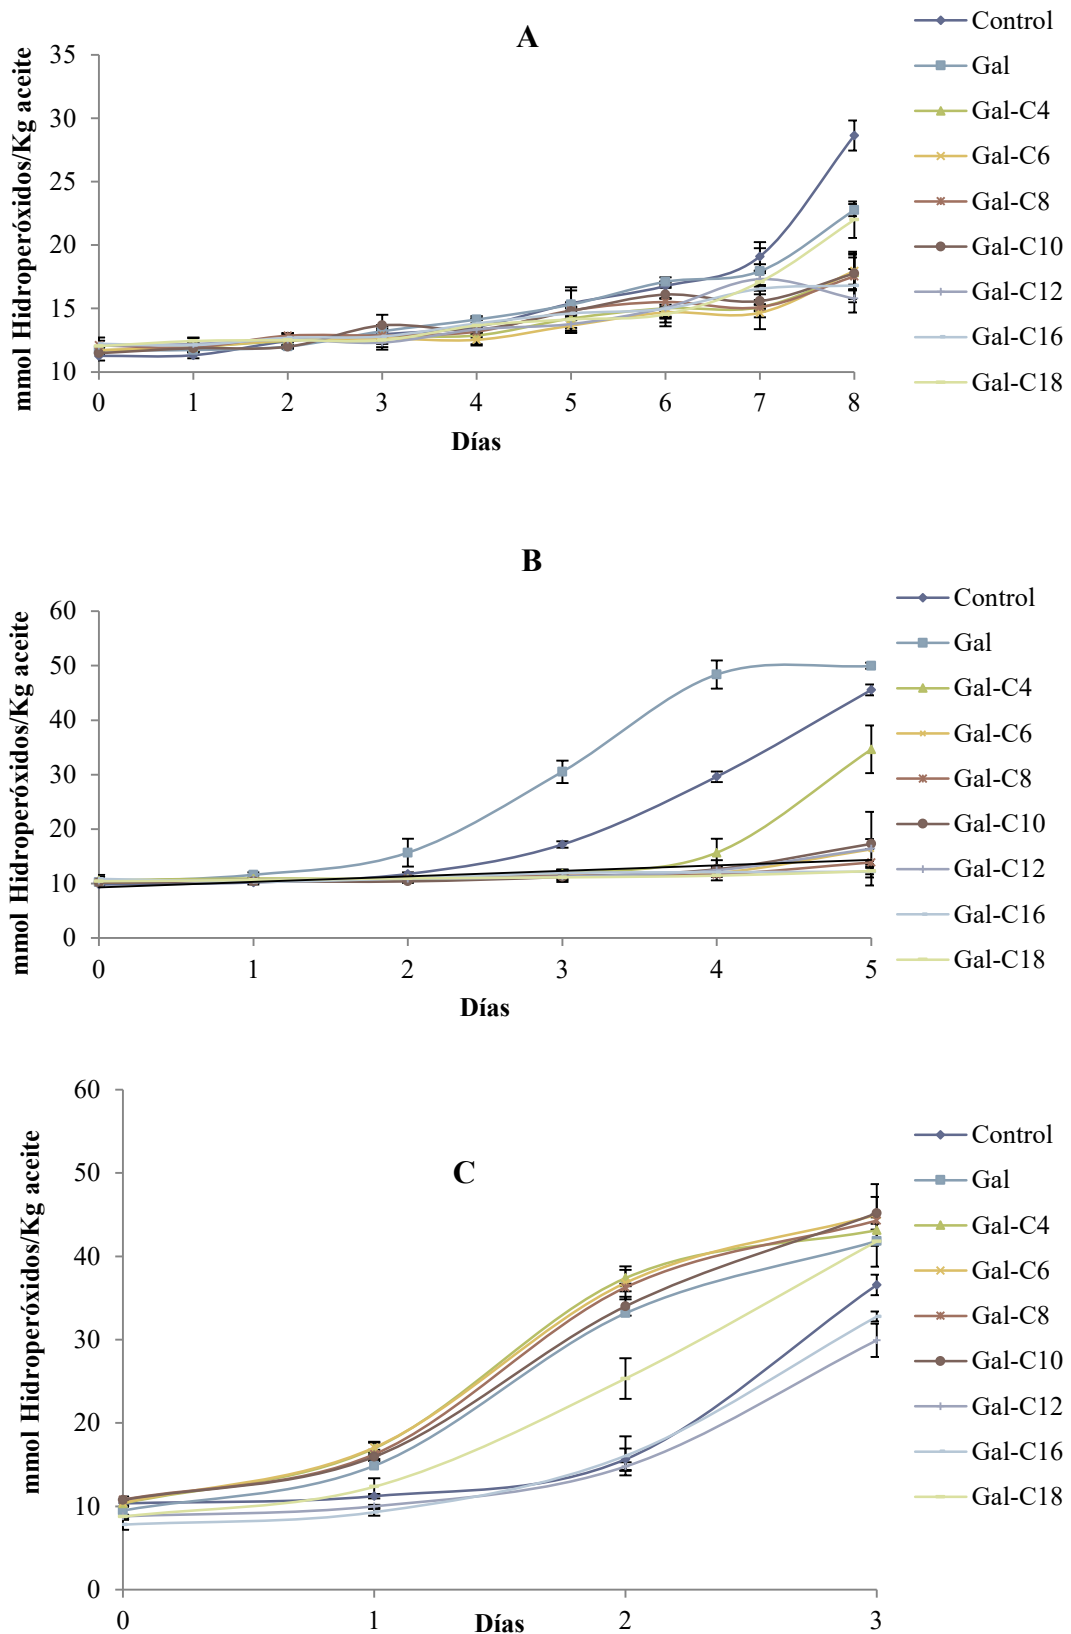 A
mmol Hidroperóxidos/Kg aceite
35
30
25
20
15
10
0 1 2 3 4 5 6 7 8
Días
Control
Gal
Gal-C4
Gal-C6
Gal-C8
Gal-C10
Gal-C12
Gal-C16
Gal-C18
B
mmol Hidroperóxidos/Kg aceite
60
50
40
30
20
10
0
0 1 2 3 4 5
Días
Control
Gal
Gal-C4
Gal-C6
Gal-C8
Gal-C10
Gal-C12
Gal-C16
Gal-C18
C
mmol Hidroperóxidos/Kg aceite
60
50
40
30
20
10
0
0 1 2 3
Días
Control
Gal
Gal-C4
Gal-C6
Gal-C8
Gal-C10
Gal-C12
Gal-C16
Gal-C18